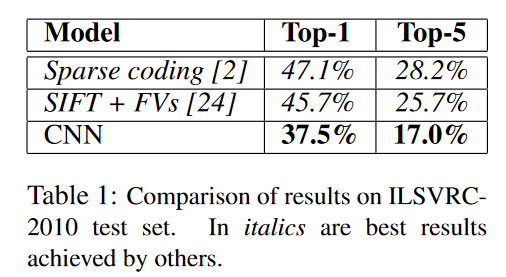 Model Top-1 Top-5
Sparse coding [2] 47.1% 28.2%
SIFT + FVs [24] 45.7% 25.7%
CNN 37.5% 17.0%
Table 1: Comparison of results on ILSVRC-
2010 test set. In italics are best results
achieved by others.